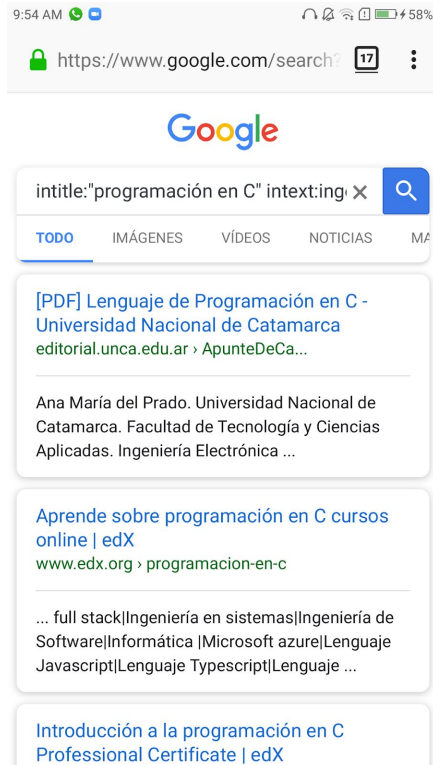 9:54 AM 58%
https://www.google.com/search? 17
Google
intitle:"programación en C" intext:ing
TODO IMÁGENES VÍDEOS NOTICIAS MA
[PDF] Lenguaje de Programación en C -
Universidad Nacional de Catamarca
editorial.unca.edu.ar › ApunteDeCa...
Ana María del Prado. Universidad Nacional de
Catamarca. Facultad de Tecnología y Ciencias
Aplicadas. Ingeniería Electrónica ...
Aprende sobre programación en C cursos
online | edX
www.edx.org › programacion-en-c
... full stack|Ingeniería en sistemas|Ingeniería de
Software|Informática |Microsoft azure|Lenguaje
Javascript|Lenguaje Typescript|Lenguaje ...
Introducción a la programación en C
Professional Certificate | edX